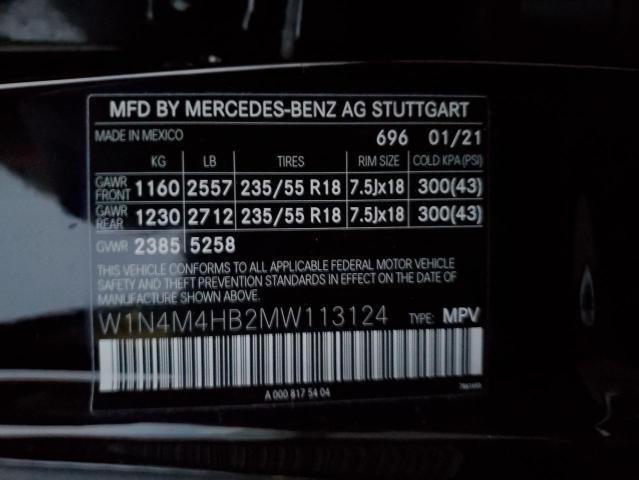 MFD BY MERCEDES-BENZ AG STUTTGART
MADE IN MEXICO 696 01/21
KG LB TIRES RIM SIZE COLD KPA (PSI)
GAWR FRONT 1160 2557 235/55 R18 7.5Jx18 300(43)
GAWR REAR 1230 2712 235/55 R18 7.5Jx18 300(43)
GVWR 2385 5258
THIS VEHICLE CONFORMS TO ALL APPLICABLE FEDERAL MOTOR VEHICLE
SAFETY AND THEFT PREVENTION STANDARDS IN EFFECT ON THE DATE
OF MANUFACTURE SHOWN ABOVE.
W1N4M4HB2MW113124 TYPE: MPV
A 000 817 54 04